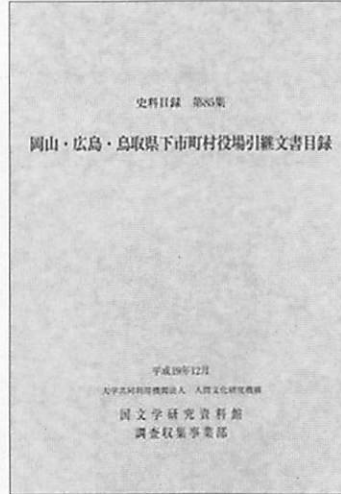 史料目録　第85集
岡山・広島・鳥取県下市町村役場引継文書目録
平成19年12月
大学共同利用機関法人　人間文化研究機構
国文学研究資料館
調査収集事業部